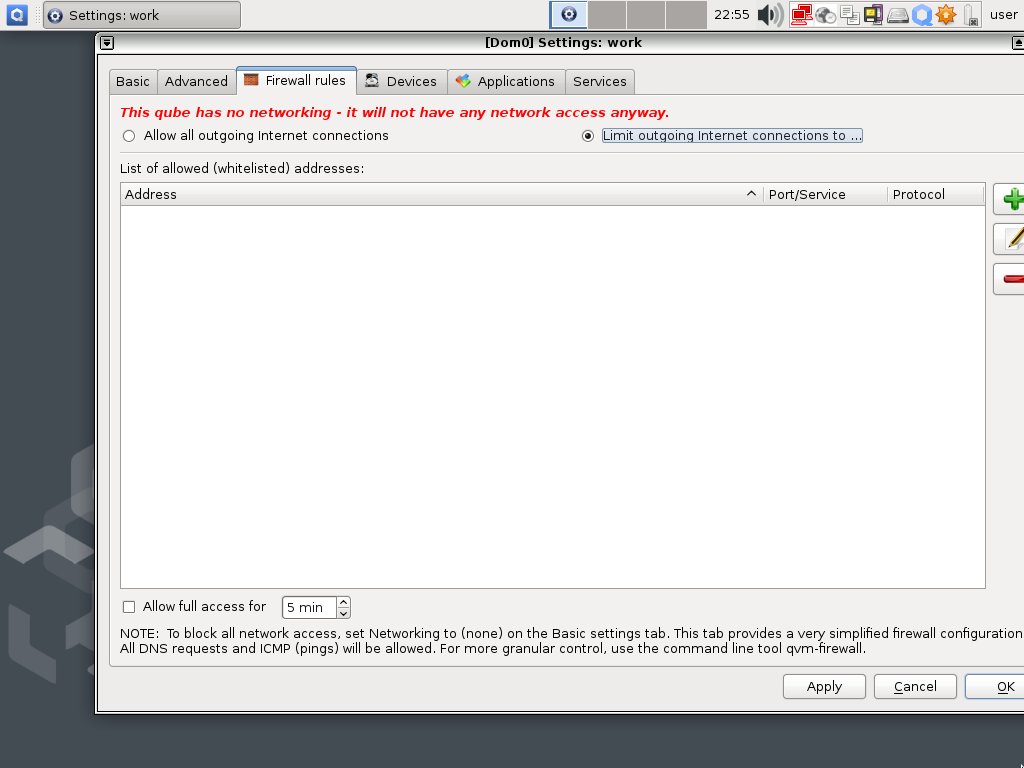 Settings: work
22:55
user
[Dom0] Settings: work
Basic Advanced Firewall rules Devices Applications Services
This qube has no networking - it will not have any network access anyway.
Allow all outgoing Internet connections Limit outgoing Internet connections to ...
List of allowed (whitelisted) addresses:
Address Port/Service Protocol
Allow full access for 5 min
NOTE: To block all network access, set Networking to (none) on the Basic settings tab. This tab provides a very simplified firewall configuration
All DNS requests and ICMP (pings) will be allowed. For more granular control, use the command line tool qvm-firewall.
Apply Cancel OK